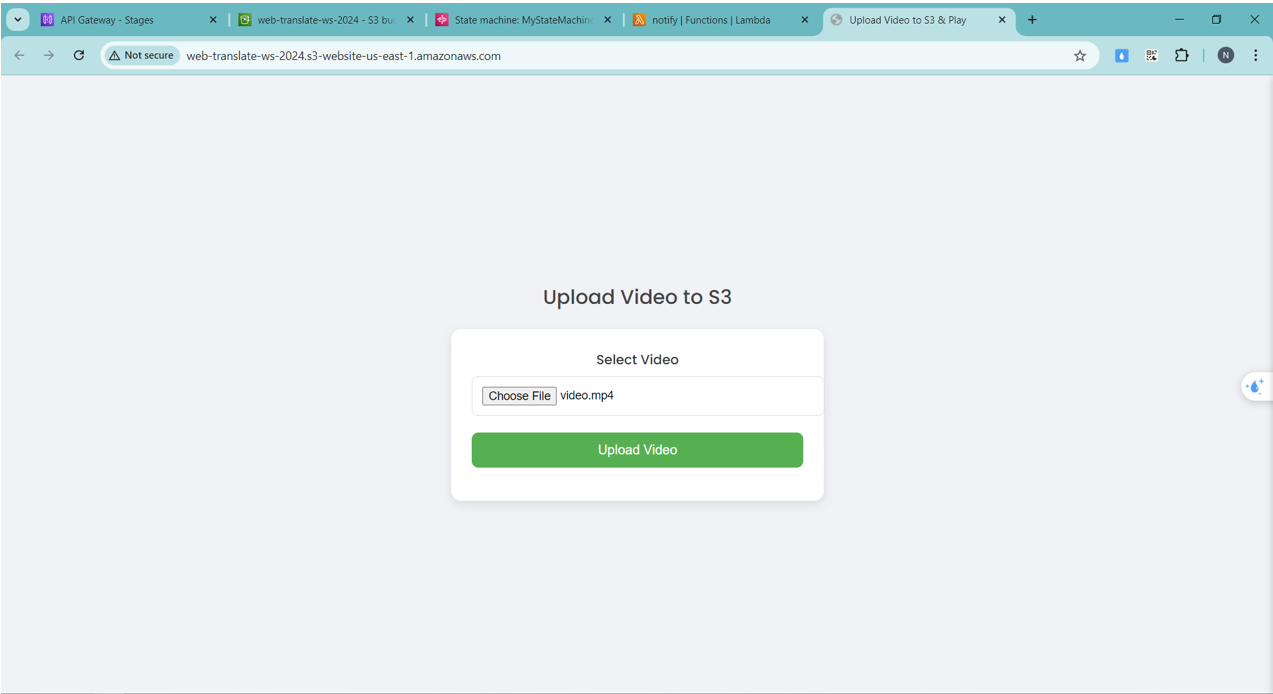 API Gateway - Stages
web-translate-ws-2024 - S3 bu
State machine: MyStateMachin
notify | Functions | Lambda
Upload Video to S3 & Play
Not secure
web-translate-ws-2024.s3-website-us-east-1.amazonaws.com
N
Upload Video to S3
Select Video
Choose File video.mp4
Upload Video